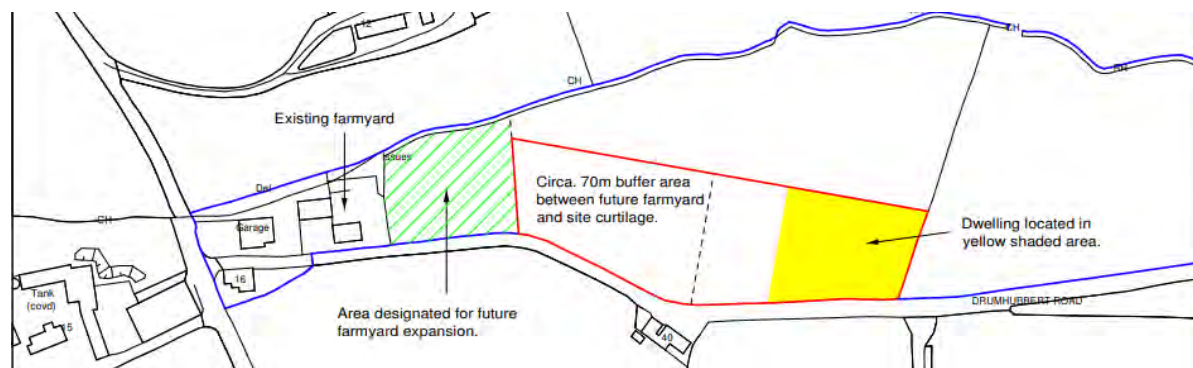 12
CH
CH
RH
Existing farmyard
Issues
Circa. 70m buffer area
between future farmyard
and site curtilage.
Dwelling located in
yellow shaded area.
CH
Garage
16
Tank
(covd)
15
Area designated for future
farmyard expansion.
DRUMHUBBERT ROAD
40